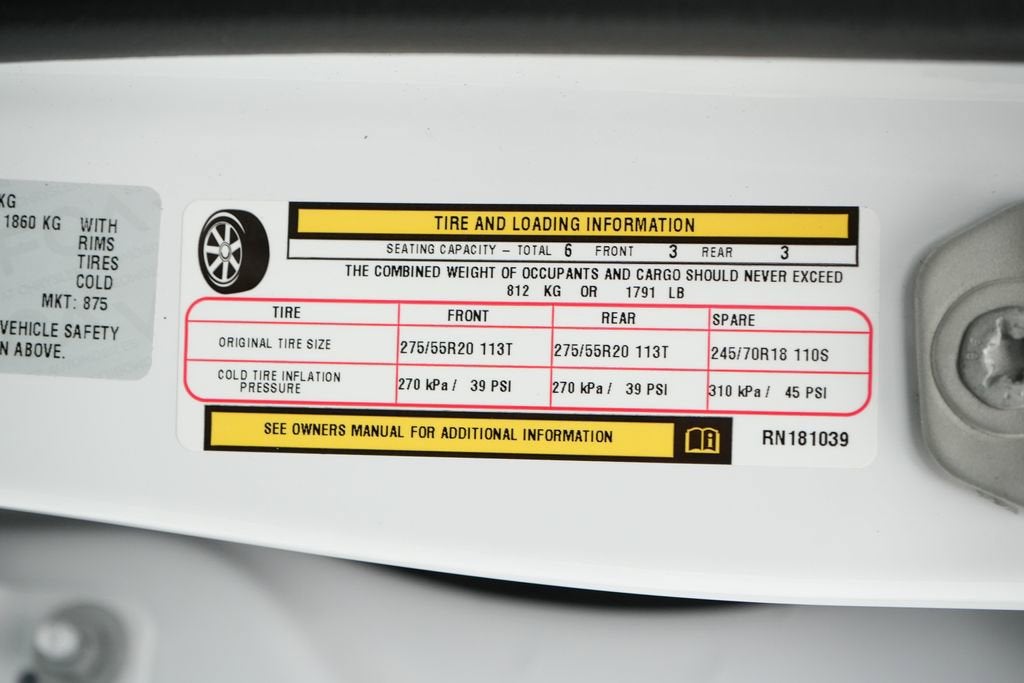 KG
1860 KG WITH
RIMS
TIRES
COLD
MKT: 875
VEHICLE SAFETY
N ABOVE.
TIRE AND LOADING INFORMATION
SEATING CAPACITY – TOTAL 6 FRONT 3 REAR 3
THE COMBINED WEIGHT OF OCCUPANTS AND CARGO SHOULD NEVER EXCEED
812 KG OR 1791 LB
TIRE FRONT REAR SPARE
ORIGINAL TIRE SIZE 275/55R20 113T 275/55R20 113T 245/70R18 110S
COLD TIRE INFLATION
PRESSURE 270 kPa / 39 PSI 270 kPa / 39 PSI 310 kPa / 45 PSI
SEE OWNERS MANUAL FOR ADDITIONAL INFORMATION
RN181039